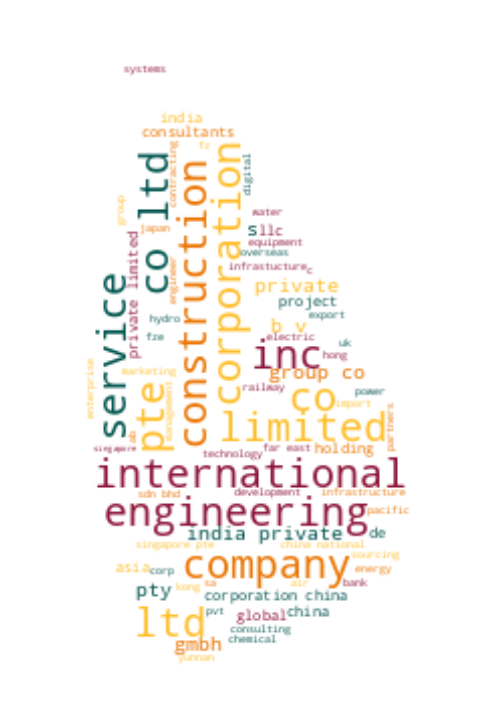 systems
india
consultants
fz
contracting
co ltd
construction
corporation
digital
group
water
japan
sllc
equipment
private limited
overseas
engineer
infrastucture
c
service
private
project
hydro
export
b v
fze
electric
uk
inc
hong
enterprise
marketing
group co
pte
management
railway
power
co
import
partners
limited
ab
singapore
technology
far east
holding
international
sdn bhd
development
infrastructure
engineering
pacific
india private
de
singapore pte
china national
sourcing
company
asia
corp
energy
pty
kong
sa
air
bank
corporation china
ltd
pvt
global
china
consulting
chemical
gmbh
yunnan